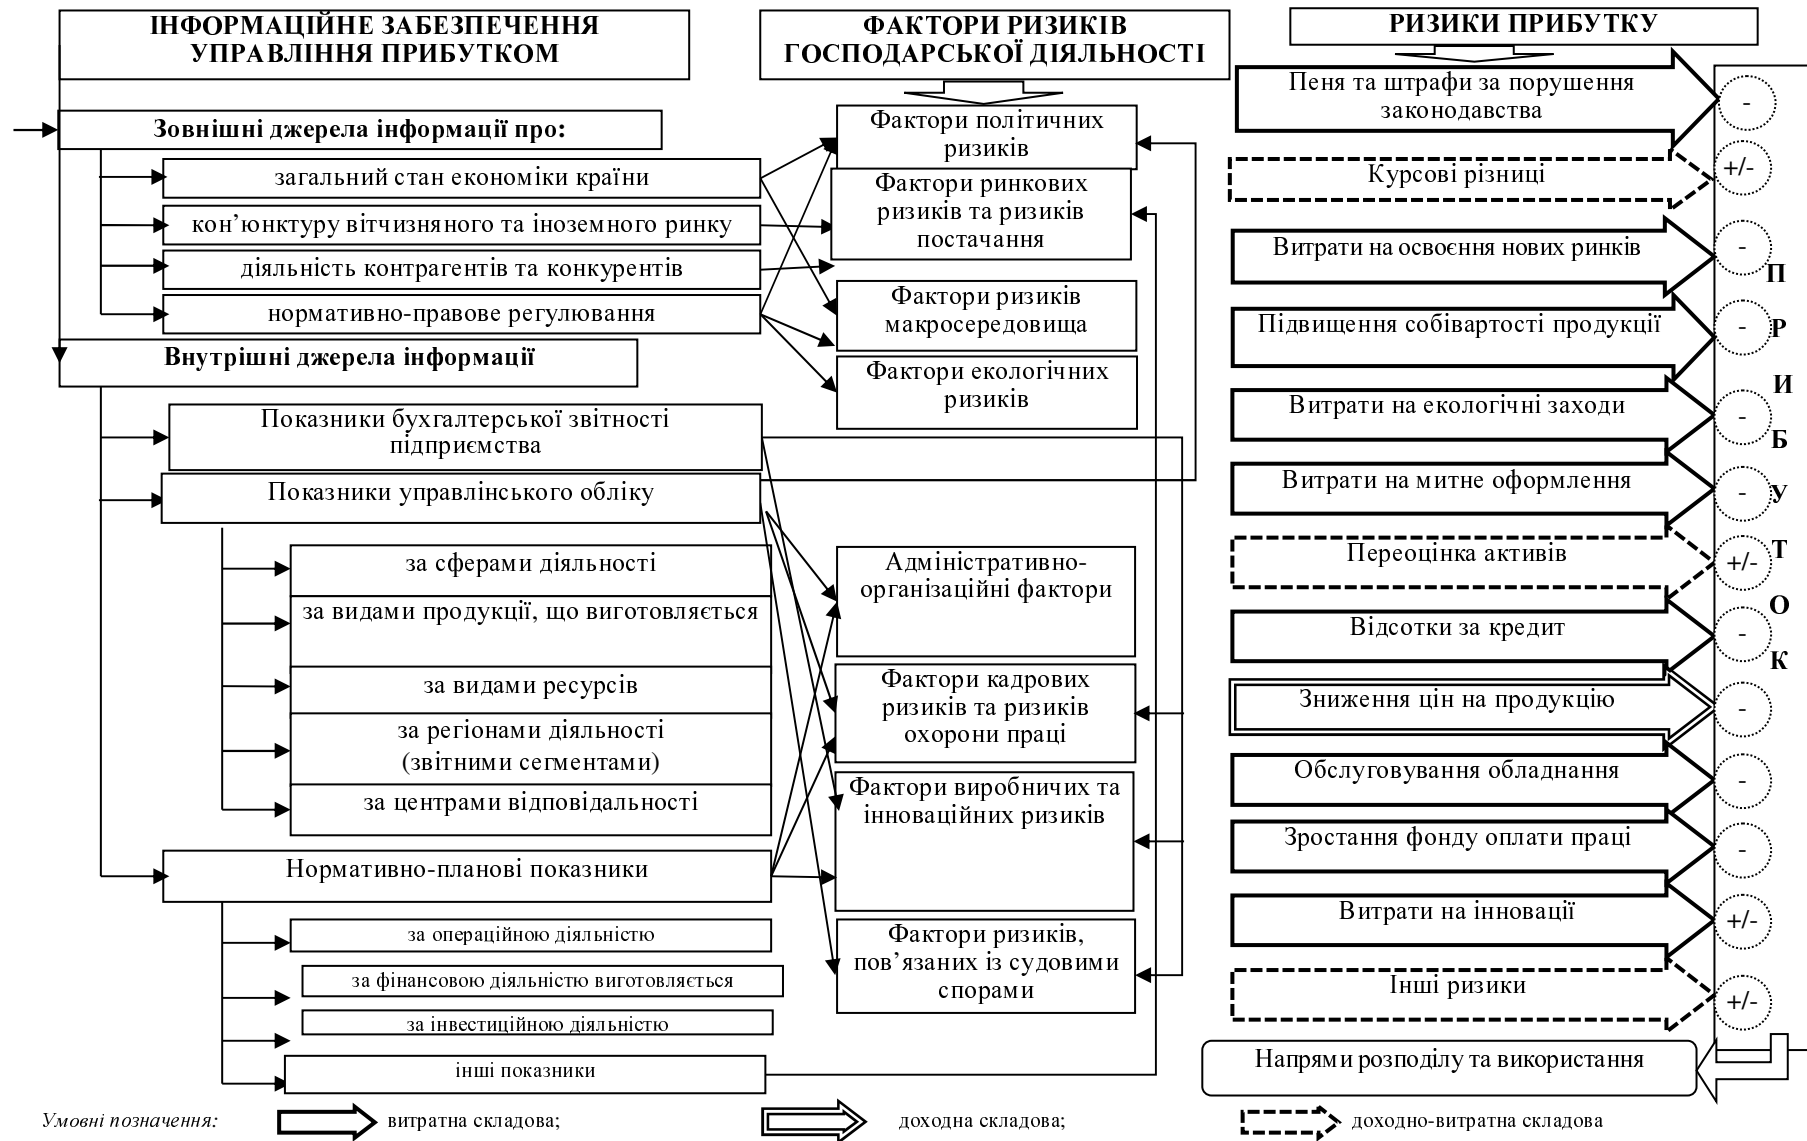 ІНФОРМАЦІЙНЕ ЗАБЕЗПЕЧЕННЯ
УПРАВЛІННЯ ПРИБУТКОМ
Зовнішні джерела інформації про:
загальний стан економіки країни
кон’юнктуру вітчизняного та іноземного ринку
діяльність контрагентів та конкурентів
нормативно-правове регулювання
Внутрішні джерела інформації
Показники бухгалтерської звітності
підприємства
Показники управлінського обліку
за сферами діяльності
за видами продукції, що виготовляється
за видами ресурсів
за регіонами діяльності
(звітними сегментами)
за центрами відповідальності
Нормативно-планові показники
за операційною діяльністю
за фінансовою діяльністю виготовляється
за інвестиційною діяльністю
інші показники
ФАКТОРИ РИЗИКІВ
ГОСПОДАРСЬКОЇ ДІЯЛЬНОСТІ
Фактори політичних
ризиків
Фактори ринкових
ризиків та ризиків
постачання
Фактори ризиків
макросередовища
Фактори екологічних
ризиків
Адміністративно-
організаційні фактори
Фактори кадрових
ризиків та ризиків
охорони праці
Фактори виробничих та
інноваційних ризиків
Фактори ризиків,
пов’язаних із судовими
спорами
РИЗИКИ ПРИБУТКУ
Пеня та штрафи за порушення
законодавства
-
Курсові різниці
+/-
Витрати на освоєння нових ринків
-
Підвищення собівартості продукції
-
Витрати на екологічні заходи
-
Витрати на митне оформлення
-
Переоцінка активів
+/-
Відсотки за кредит
-
Зниження цін на продукцію
-
Обслуговування обладнання
-
Зростання фонду оплати праці
-
Витрати на інновації
+/-
Інші ризики
+/-
П
Р
И
Б
У
Т
О
К
Напрями розподілу та використання
Умовні позначення:
витратна складова;
доходна складова;
доходно-витратна складова